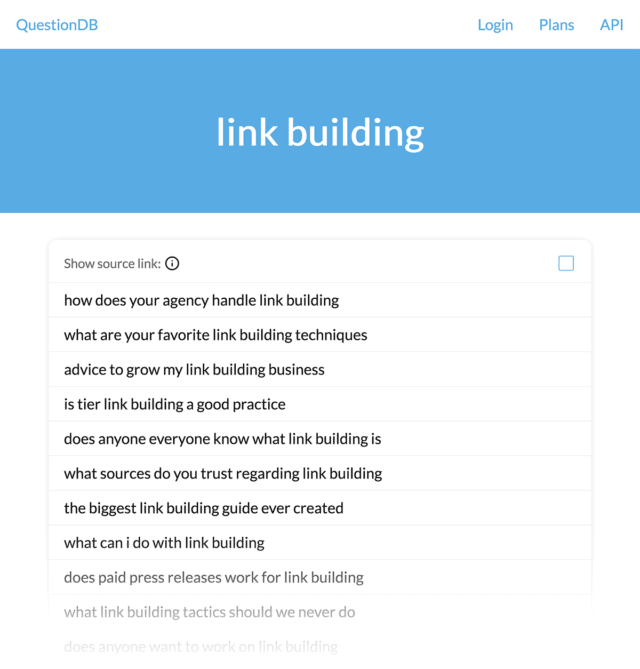 QuestionDB Login Plans API
link building
Show source link:
how does your agency handle link building
what are your favorite link building techniques
advice to grow my link building business
is tier link building a good practice
does anyone everyone know what link building is
what sources do you trust regarding link building
the biggest link building guide ever created
what can i do with link building
does paid press releases work for link building
what link building tactics should we never do
does anyone want to work on link building